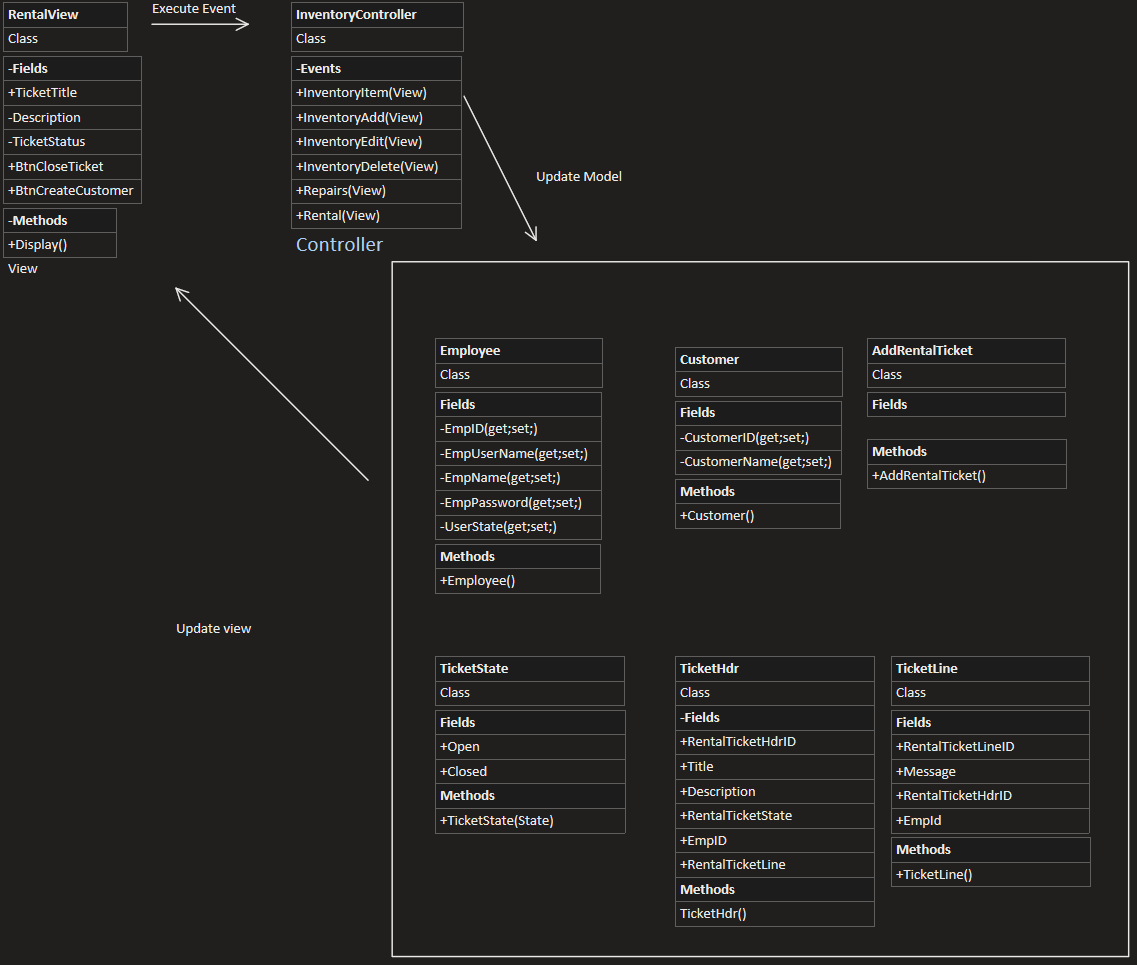 RentalView
Class
-Fields
+TicketTitle
-Description
-TicketStatus
+BtnCloseTicket
+BtnCreateCustomer
-Methods
+Display()
View
Execute Event
InventoryController
Class
-Events
+InventoryItem(View)
+InventoryAdd(View)
+InventoryEdit(View)
+InventoryDelete(View)
+Repairs(View)
+Rental(View)
Controller
Update Model
Update view
Employee
Class
Fields
-EmpID(get;set;)
-EmpUserName(get;set;)
-EmpName(get;set;)
-EmpPassword(get;set;)
-UserState(get;set;)
Methods
+Employee()
Customer
Class
Fields
-CustomerID(get;set;)
-CustomerName(get;set;)
Methods
+Customer()
AddRentalTicket
Class
Fields
Methods
+AddRentalTicket()
TicketState
Class
Fields
+Open
+Closed
Methods
+TicketState(State)
TicketHdr
Class
-Fields
+RentalTicketHdrID
+Title
+Description
+RentalTicketState
+EmpID
+RentalTicketLine
Methods
TicketHdr()
TicketLine
Class
Fields
+RentalTicketLineID
+Message
+RentalTicketHdrID
+EmpId
Methods
+TicketLine()